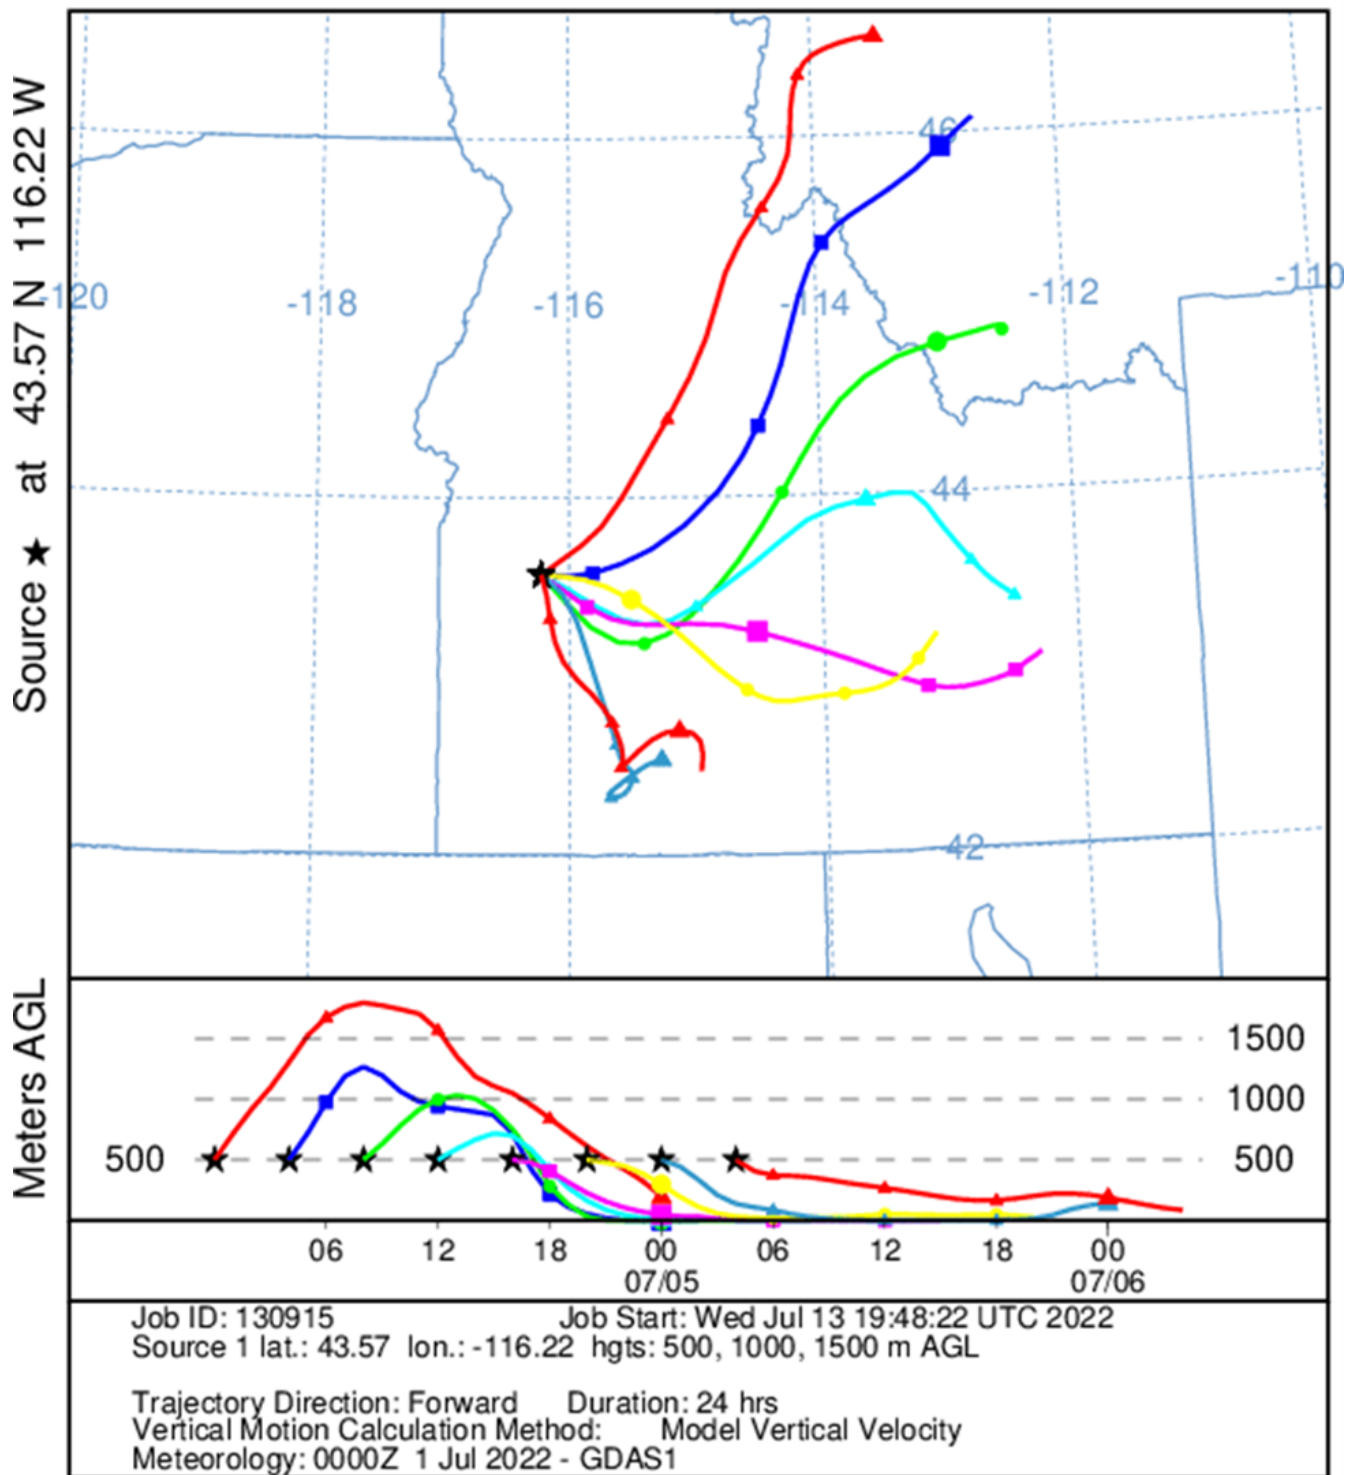 Source ★ at 43.57 N 116.22 W
46
-120 -118 -116 -114 -112 -110
44
42
Meters AGL
1500
1000
500 500
06 12 18 00 06 12 18 00
07/05 07/06
Job ID: 130915 Job Start: Wed Jul 13 19:48:22 UTC 2022
Source 1 lat.: 43.57 lon.: -116.22 hgts: 500, 1000, 1500 m AGL
Trajectory Direction: Forward Duration: 24 hrs
Vertical Motion Calculation Method: Model Vertical Velocity
Meteorology: 0000Z 1 Jul 2022 - GDAS1